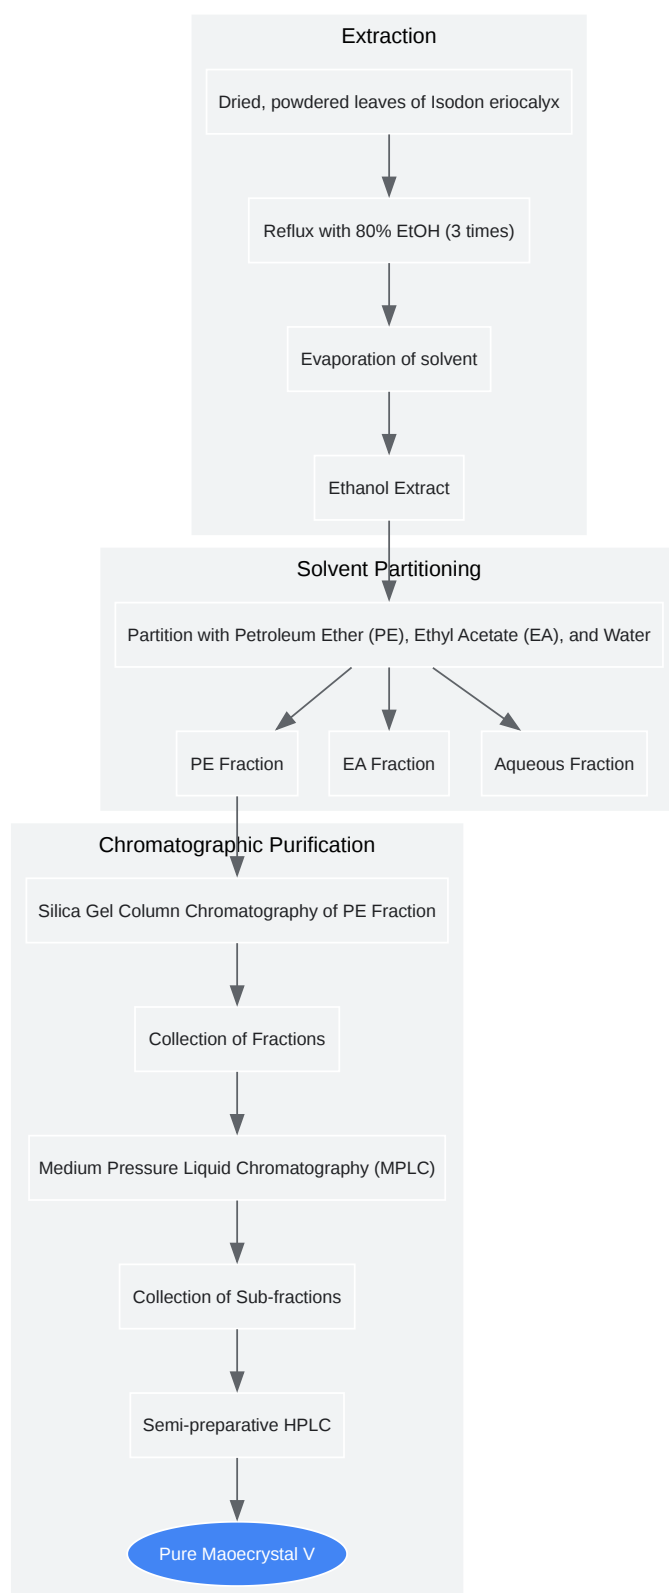 Extraction
Dried, powdered leaves of Isodon eriocalyx
Reflux with 80% EtOH (3 times)
Evaporation of solvent
Ethanol Extract
Solvent Partitioning
Partition with Petroleum Ether (PE), Ethyl Acetate (EA), and Water
PE Fraction
EA Fraction
Aqueous Fraction
Chromatographic Purification
Silica Gel Column Chromatography of PE Fraction
Collection of Fractions
Medium Pressure Liquid Chromatography (MPLC)
Collection of Sub-fractions
Semi-preparative HPLC
Pure Maoecrystal V